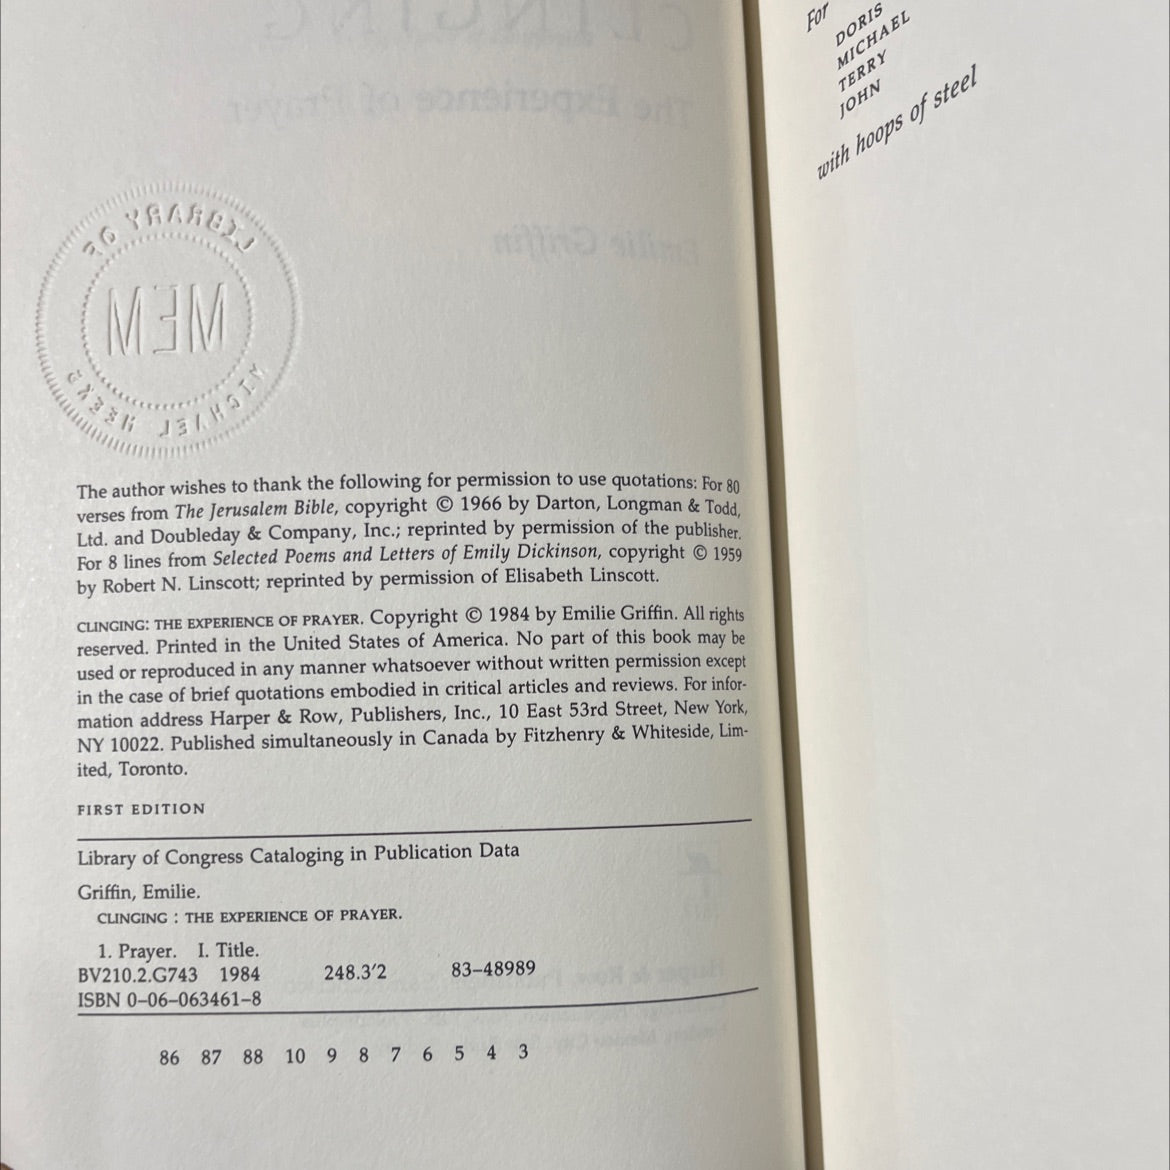 CLINGING
The Experience of Prayer
Emilie Griffin
LIBRARY OF
MEM
MICHAEL
The author wishes to thank the following for permission to use quotations: For 80
verses from The Jerusalem Bible, copyright © 1966 by Darton, Longman & Todd,
Ltd. and Doubleday & Company, Inc.; reprinted by permission of the publisher.
For 8 lines from Selected Poems and Letters of Emily Dickinson, copyright © 1959
by Robert N. Linscott; reprinted by permission of Elisabeth Linscott.
CLINGING: THE EXPERIENCE OF PRAYER. Copyright © 1984 by Emilie Griffin. All rights
reserved. Printed in the United States of America. No part of this book may be
used or reproduced in any manner whatsoever without written permission except
in the case of brief quotations embodied in critical articles and reviews. For infor-
mation address Harper & Row, Publishers, Inc., 10 East 53rd Street, New York,
NY 10022. Published simultaneously in Canada by Fitzhenry & Whiteside, Lim-
ited, Toronto.
FIRST EDITION
Library of Congress Cataloging in Publication Data
Griffin, Emilie.
CLINGING : THE EXPERIENCE OF PRAYER.
1. Prayer. I. Title.
BV210.2.G743 1984 248.3′2 83–48989
ISBN 0–06–063461–8
86 87 88 10 9 8 7 6 5 4 3
For
DORIS
MICHAEL
TERRY
JOHN
with hoops of steel